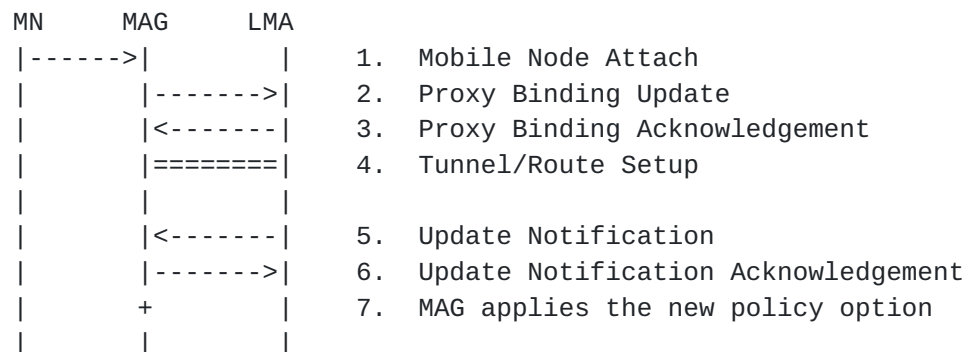 MN      MAG      LMA
|------>|        |    1.  Mobile Node Attach
|       |------->|    2.  Proxy Binding Update
|       |<-------|    3.  Proxy Binding Acknowledgement
|       |========|    4.  Tunnel/Route Setup
|       |        |
|       |<-------|    5.  Update Notification
|       |------->|    6.  Update Notification Acknowledgement
|       +        |    7.  MAG applies the new policy option
|       |        |